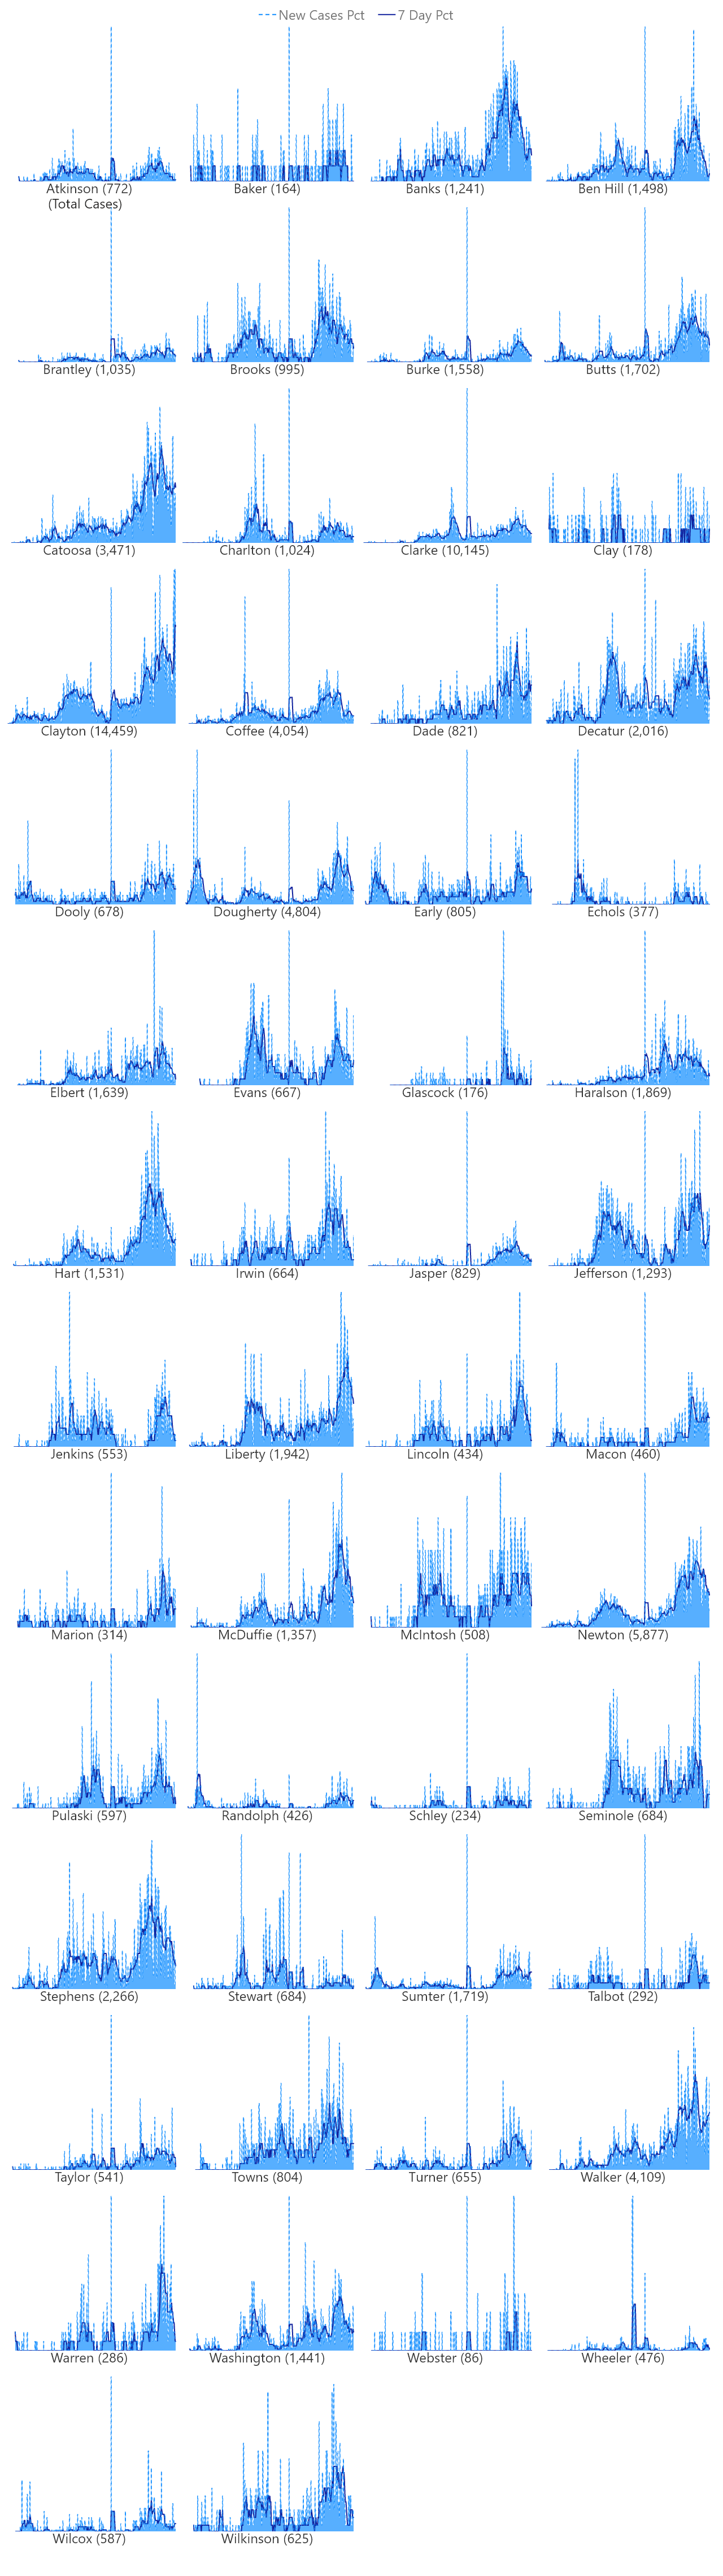 New Cases Pct 7 Day Pct
Atkinson (772) Baker (164) Banks (1,241) Ben Hill (1,498)
(Total Cases)
Brantley (1,035) Brooks (995) Burke (1,558) Butts (1,702)
Catoosa (3,471) Charlton (1,024) Clarke (10,145) Clay (178)
Clayton (14,459) Coffee (4,054) Dade (821) Decatur (2,016)
Dooly (678) Dougherty (4,804) Early (805) Echols (377)
Elbert (1,639) Evans (667) Glascock (176) Haralson (1,869)
Hart (1,531) Irwin (664) Jasper (829) Jefferson (1,293)
Jenkins (553) Liberty (1,942) Lincoln (434) Macon (460)
Marion (314) McDuffie (1,357) McIntosh (508) Newton (5,877)
Pulaski (597) Randolph (426) Schley (234) Seminole (684)
Stephens (2,266) Stewart (684) Sumter (1,719) Talbot (292)
Taylor (541) Towns (804) Turner (655) Walker (4,109)
Warren (286) Washington (1,441) Webster (86) Wheeler (476)
Wilcox (587) Wilkinson (625)